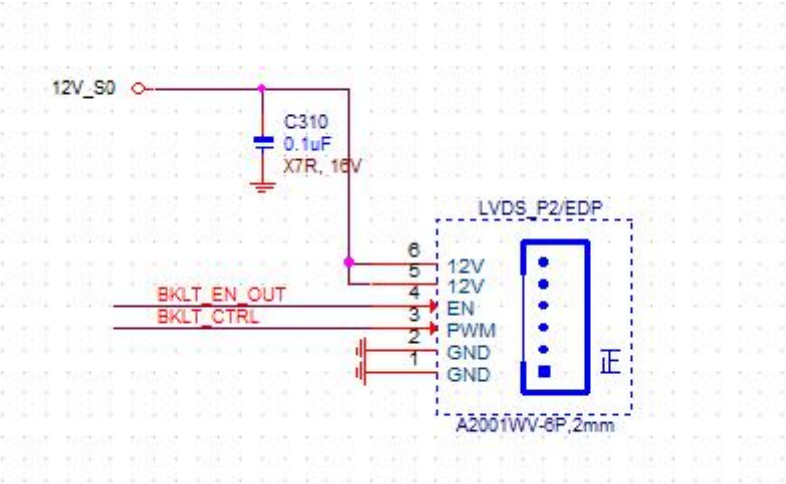 12V_S0
C310
0.1uF
X7R, 16V
LVDS_P2/EDP
6
12V
5
12V
4
BKLT_EN_OUT
EN
3
BKLT_CTRL
PWM
2
GND
1
GND
正
A2001WV-6P,2mm